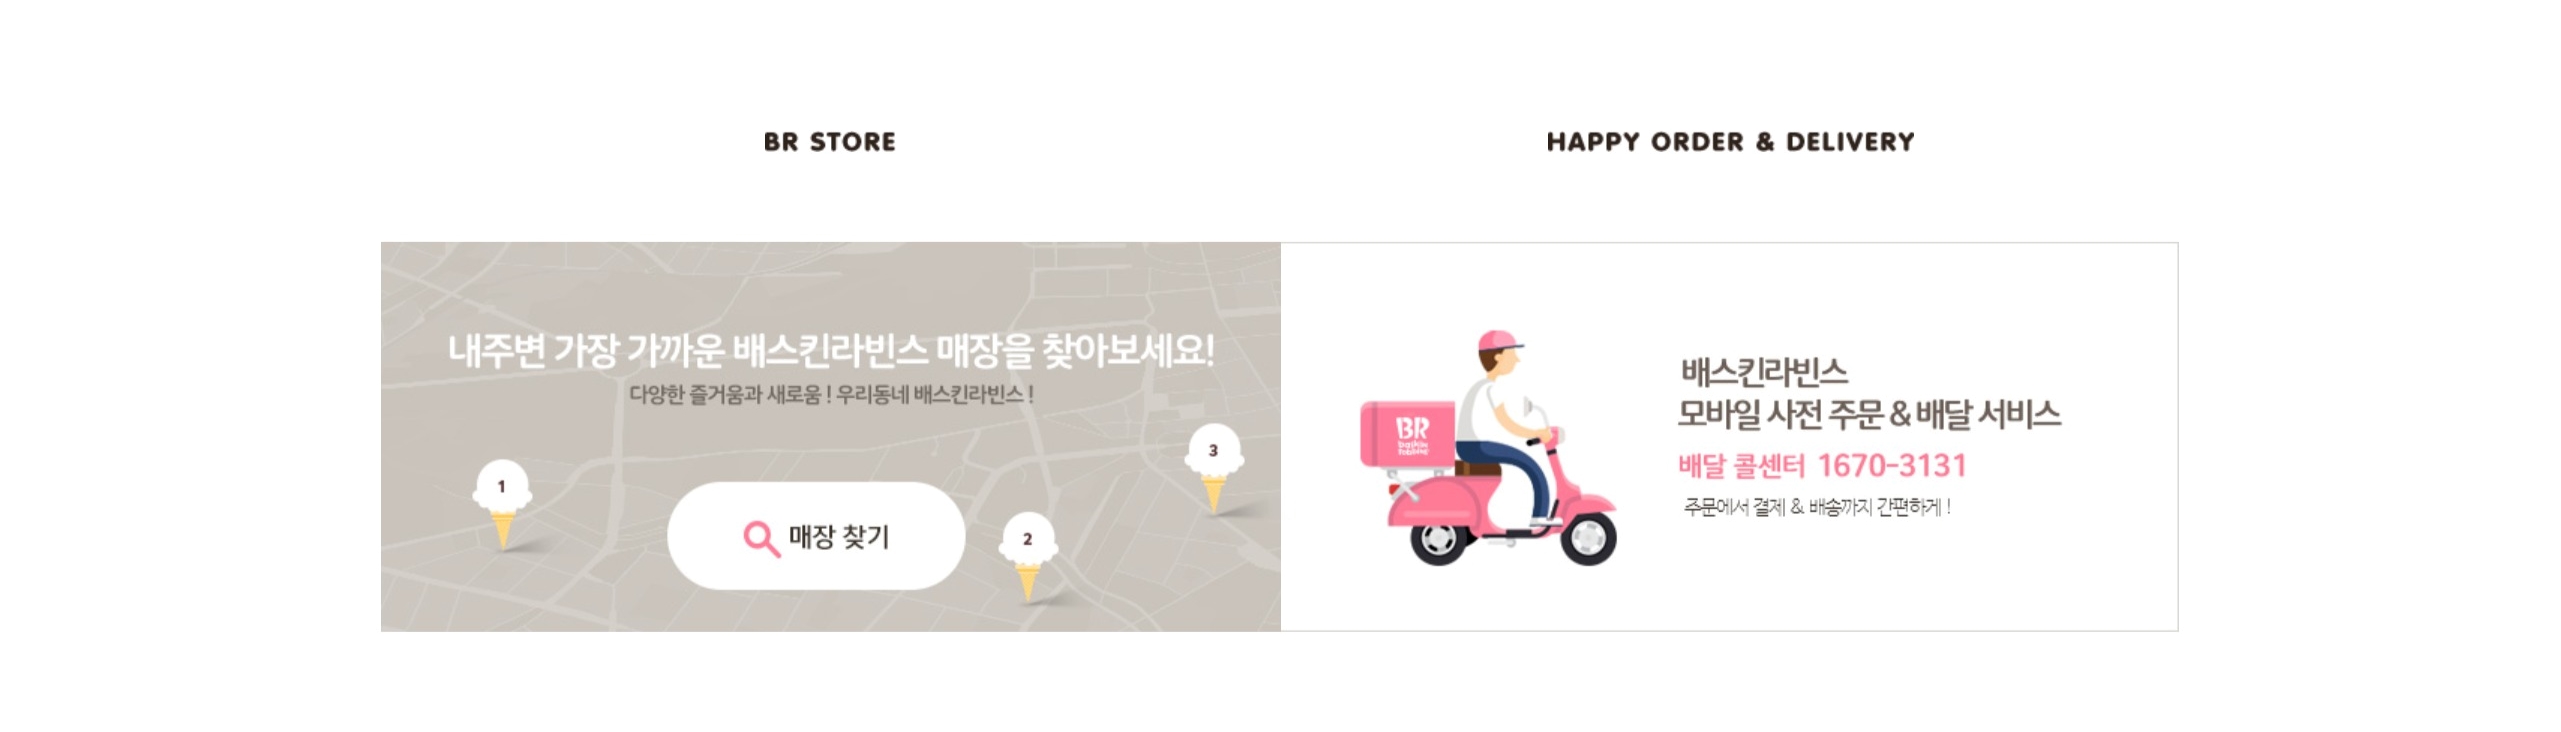 BR STORE
HAPPY ORDER & DELIVERY
내주변 가장 가까운 배스킨라빈스 매장을 찾아보세요!
다양한 즐거움과 새로움 ! 우리동네 배스킨라빈스 !
1
2
3
매장 찾기
BR
baskin
robbins
배스킨라빈스
모바일 사전 주문 & 배달 서비스
배달 콜센터 1670-3131
주문에서 결제 & 배송까지 간편하게 !